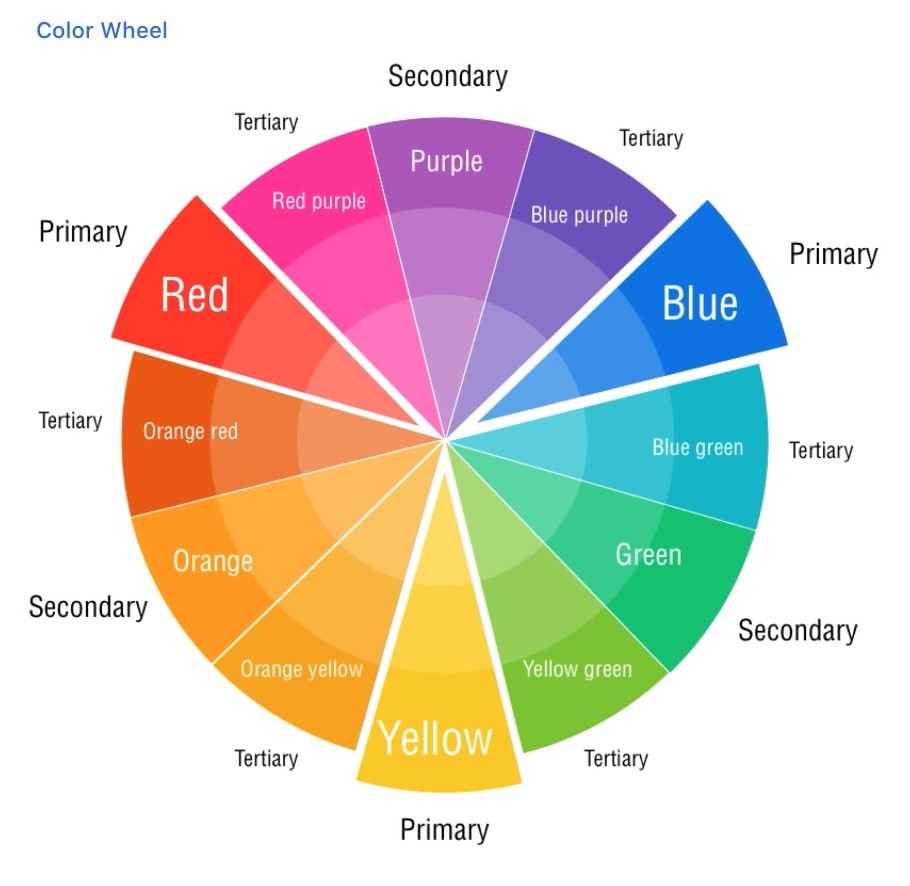 Color Wheel
Secondary
Tertiary
Tertiary
Purple
Red purple
Blue purple
Primary
Primary
Red
Blue
Tertiary
Orange red
Blue green
Tertiary
Orange
Green
Secondary
Secondary
Orange yellow
Yellow green
Yellow
Tertiary
Tertiary
Primary